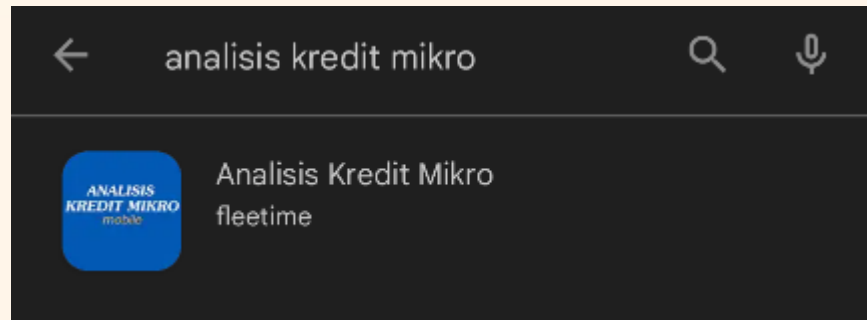 analisis kredit mikro
ANALISIS
KREDIT MIKRO
mobile
Analisis Kredit Mikro
fleetime